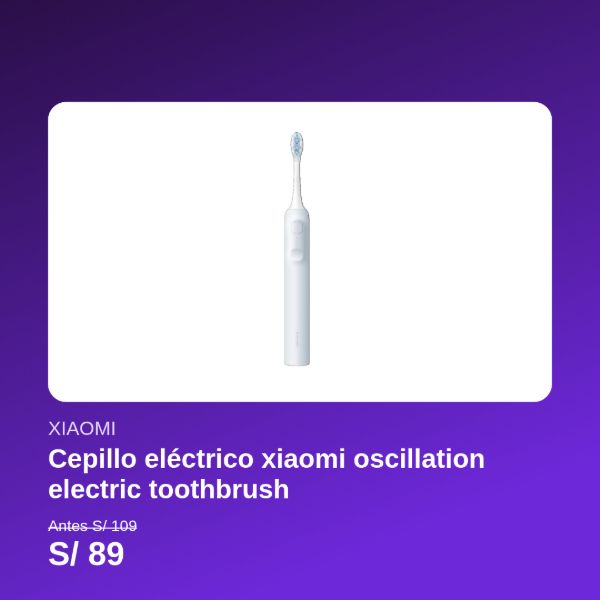 XIAOMI
Cepillo eléctrico xiaomi oscillation
electric toothbrush
Antes S/ 109
S/ 89